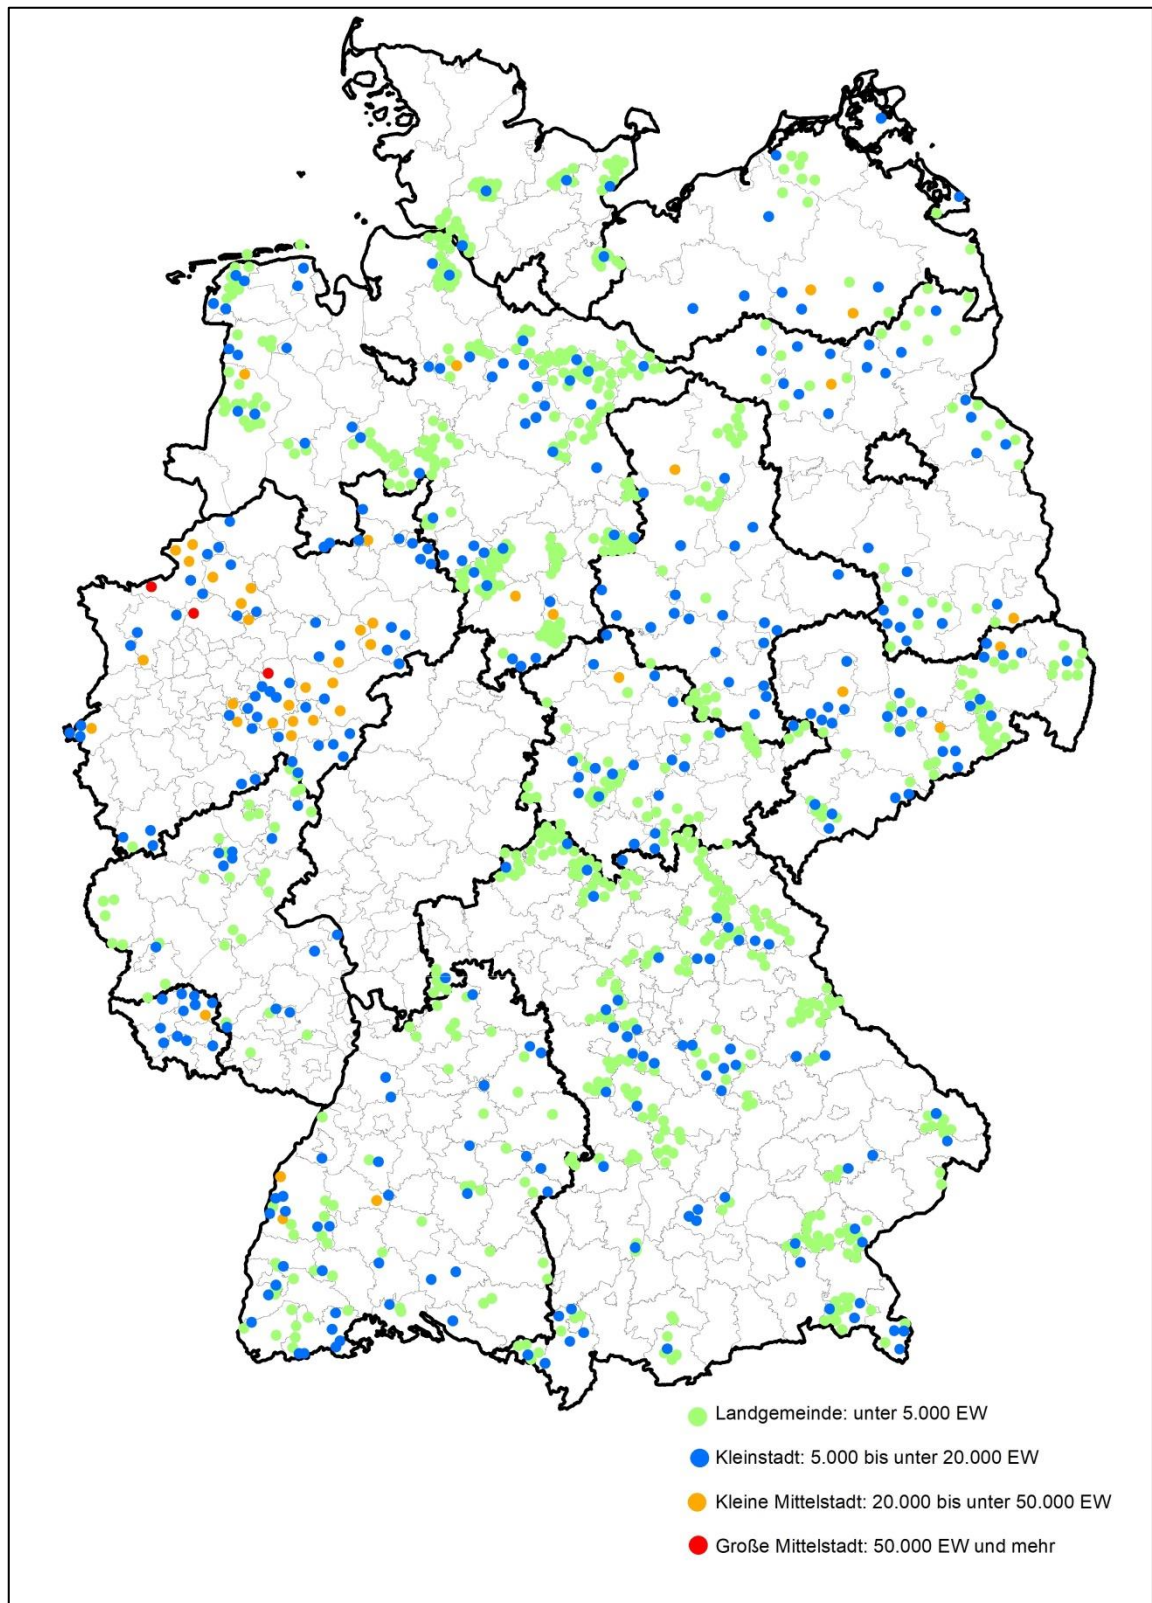 Landgemeinde: unter 5.000 EW
Kleinstadt: 5.000 bis unter 20.000 EW
Kleine Mittelstadt: 20.000 bis unter 50.000 EW
Große Mittelstadt: 50.000 EW und mehr